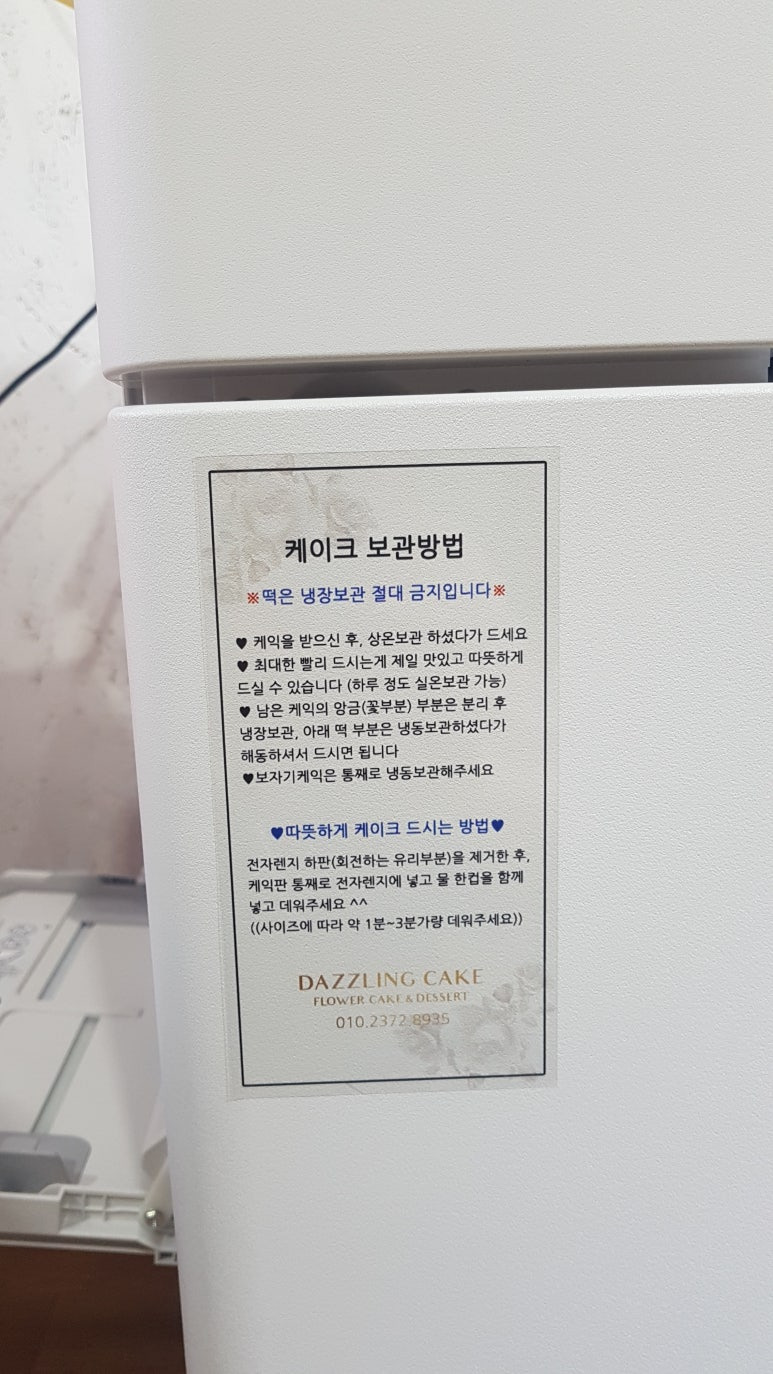 케이크 보관방법
※떡은 냉장보관 절대 금지입니다※
♥ 케익을 받으신 후, 상온보관 하셨다가 드세요
♥ 최대한 빨리 드시는게 제일 맛있고 따뜻하게
드실 수 있습니다 (하루 정도 실온보관 가능)
♥ 남은 케익의 앙금(꽃부분) 부분은 분리 후
냉장보관, 아래 떡 부분은 냉동보관하셨다가
해동하셔서 드시면 됩니다
♥보자기케익은 통째로 냉동보관해주세요
♥따뜻하게 케이크 드시는 방법♥
전자렌지 하판(회전하는 유리부분)을 제거한 후,
케익판 통째로 전자렌지에 넣고 물 한컵을 함께
넣고 데워주세요 ^^
((사이즈에 따라 약 1분~3분가량 데워주세요))
DAZZLING CAKE
FLOWER CAKE & DESSERT
010.2372.8935